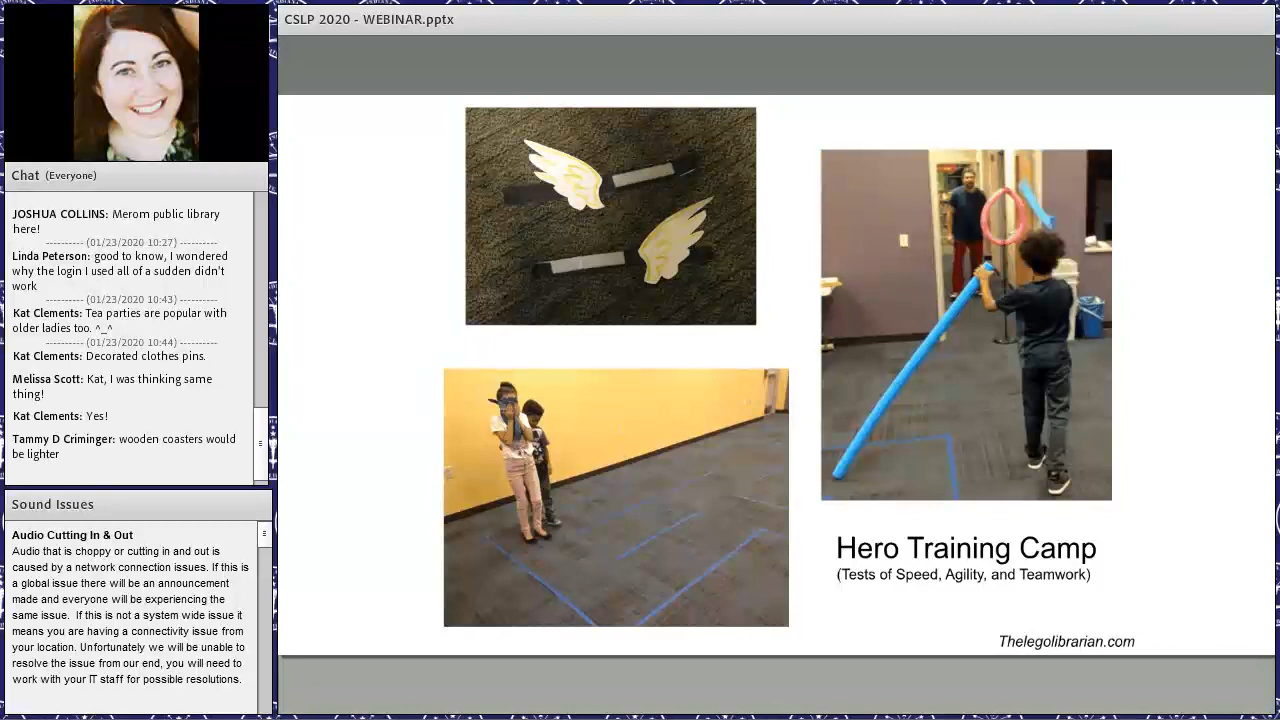 CSLP 2020 - WEBINAR.pptx
Chat (Everyone)
JOSHUA COLLINS: Merom public library
here!
---------- (01/23/2020 10:27) ----------
Linda Peterson: good to know, I wondered
why the login I used all of a sudden didn't
work
---------- (01/23/2020 10:43) ----------
Kat Clements: Tea parties are popular with
older ladies too. ^_^
---------- (01/23/2020 10:44) ----------
Kat Clements: Decorated clothes pins.
Melissa Scott: Kat, I was thinking same
thing!
Kat Clements: Yes!
Tammy D Criminger: wooden coasters would
be lighter
Sound Issues
Audio Cutting In & Out
Audio that is choppy or cutting in and out is
caused by a network connection issues. If this is
a global issue there will be an announcement
made and everyone will be experiencing the
same issue.  If this is not a system wide issue it
means you are having a connectivity issue from
your location. Unfortunately we will be unable to
resolve the issue from our end, you will need to
work with your IT staff for possible resolutions.
Hero Training Camp
(Tests of Speed, Agility, and Teamwork)
Thelegolibrarian.com